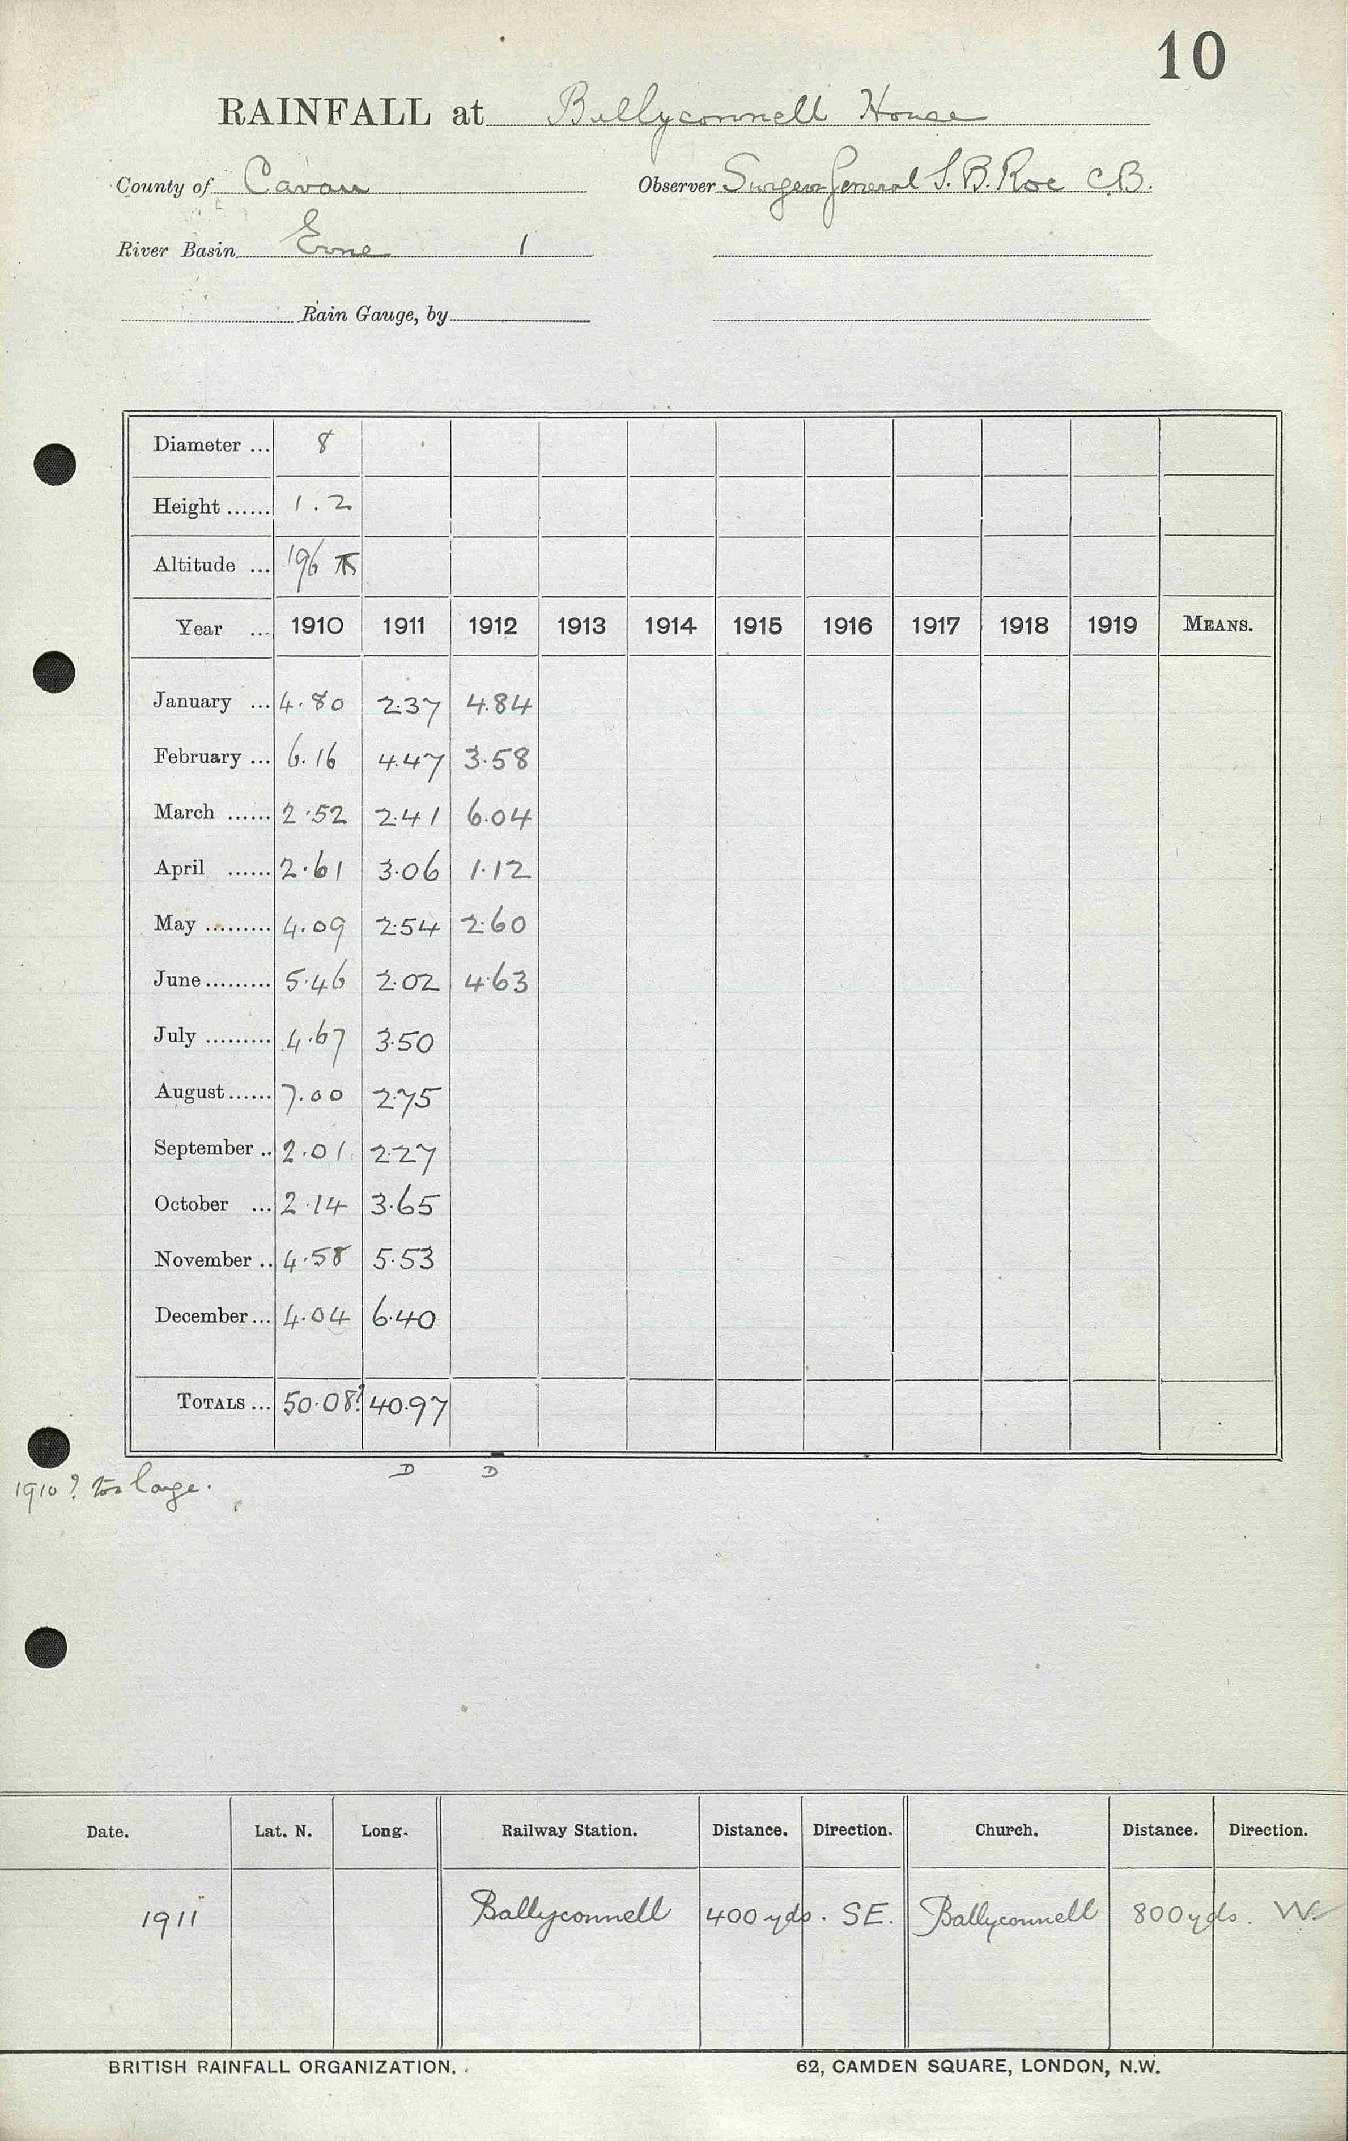 10
RAINFALL at Ballyconnell House
County of Cavan Observer Surgeon General S. B. Roe C.B.
River Basin Erne 1
Rain Gauge, by
Diameter ... 8
Height ...... 1.2
Altitude ... 196
Year ... 1910 1911 1912 1913 1914 1915 1916 1917 1918 1919 MEANS.
January ... 4.80 2.37 4.84
February ... 6.16 4.47 3.58
March ...... 2.52 2.41 6.04
April ...... 2.61 3.06 1.12
May ......... 4.09 2.54 2.60
June ......... 5.46 2.02 4.63
July ......... 4.67 3.50
August ...... 7.00 2.75
September .. 2.01 2.27
October ... 2.14 3.65
November .. 4.58 5.53
December ... 4.04 6.40
TOTALS ... 50.08? 40.97
D D
1910 ? too large.
Date. Lat. N. Long. Railway Station. Distance. Direction. Church. Distance. Direction.
1911 Ballyconnell 400 yds. SE. Ballyconnell 800 yds. W.
BRITISH RAINFALL ORGANIZATION. 62, CAMDEN SQUARE, LONDON, N.W.